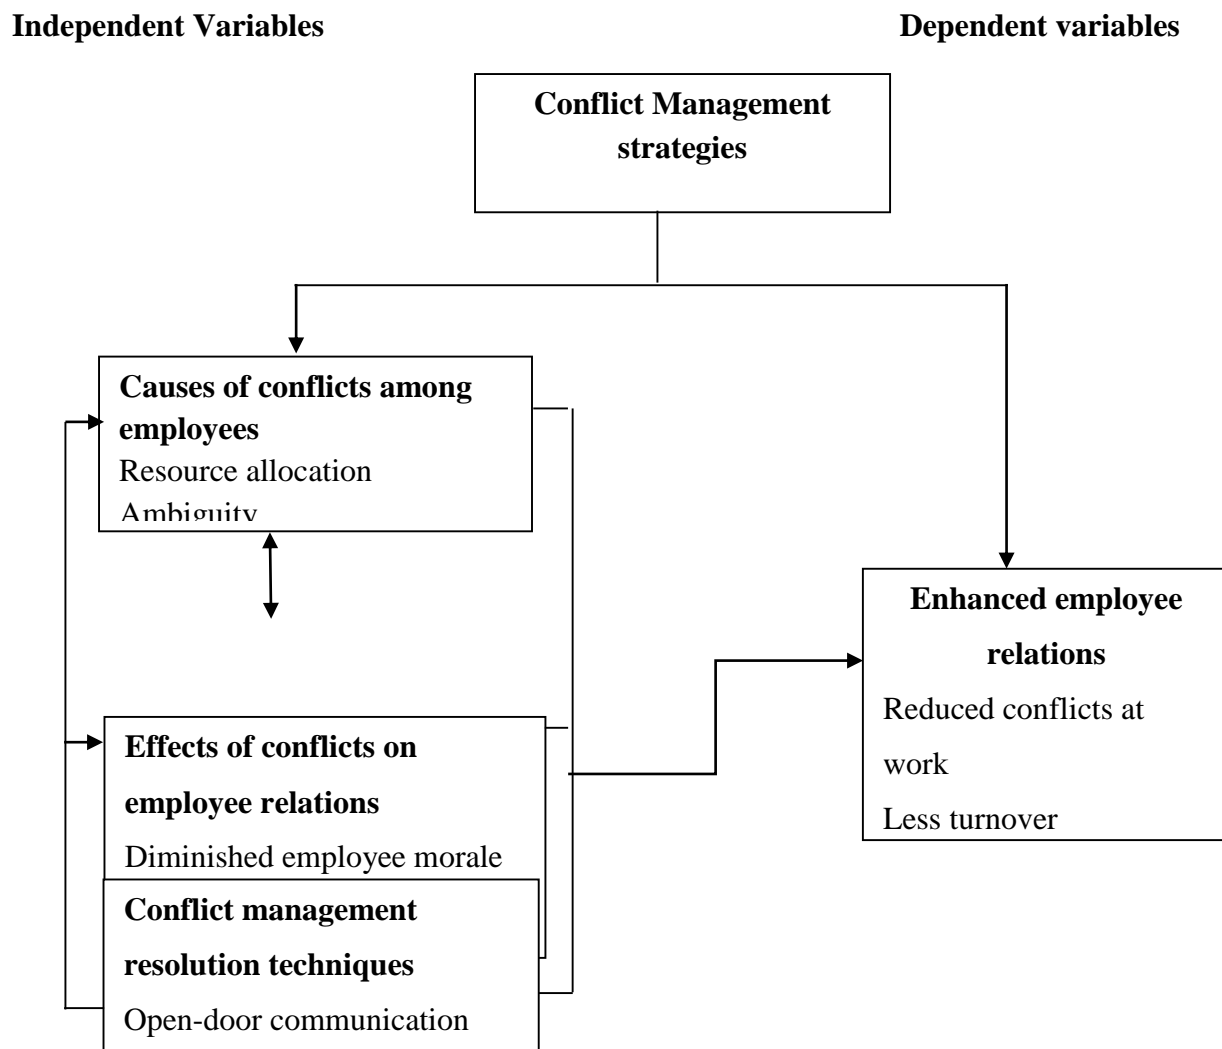 Independent Variables
Dependent variables
Conflict Management
strategies
Causes of conflicts among
employees
Resource allocation
Ambiguity
Enhanced employee
relations
Reduced conflicts at
work
Less turnover
Effects of conflicts on
employee relations
Diminished employee morale
Conflict management
resolution techniques
Open-door communication